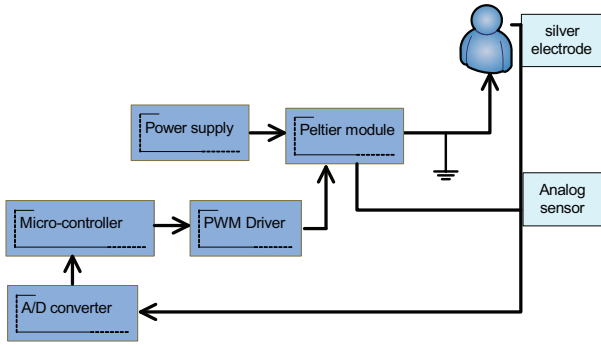 silver
electrode
Power supply
Peltier module
Analog
sensor
Micro-controller
PWM Driver
A/D converter